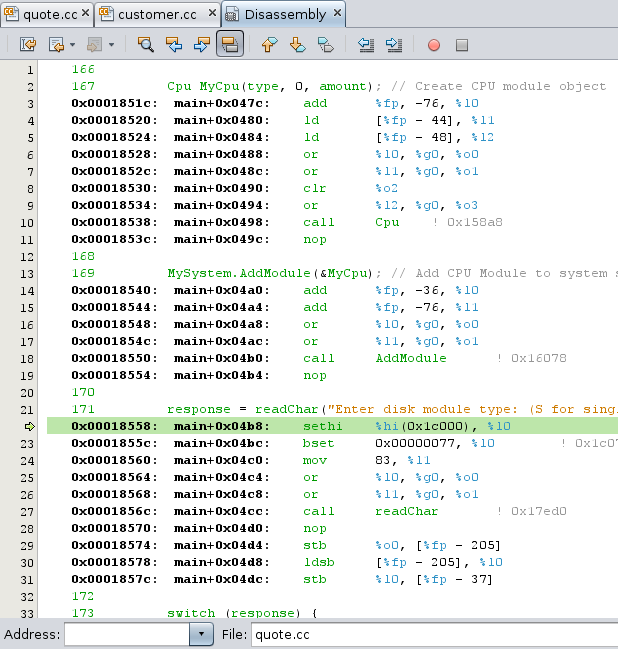 quote.cc customer.cc Disassembly
1 166
2 167 Cpu MyCpu(type, 0, amount); // Create CPU module object
3 0x0001851c: main+0x047c: add %fp, -76, %l0
4 0x00018520: main+0x0480: ld [%fp - 44], %l1
5 0x00018524: main+0x0484: ld [%fp - 48], %l2
6 0x00018528: main+0x0488: or %l0, %g0, %o0
7 0x0001852c: main+0x048c: or %l1, %g0, %o1
8 0x00018530: main+0x0490: clr %o2
9 0x00018534: main+0x0494: or %l2, %g0, %o3
10 0x00018538: main+0x0498: call Cpu ! 0x158a8
11 0x0001853c: main+0x049c: nop
12 168
13 169 MySystem.AddModule(&MyCpu); // Add CPU Module to system s
14 0x00018540: main+0x04a0: add %fp, -36, %l0
15 0x00018544: main+0x04a4: add %fp, -76, %l1
16 0x00018548: main+0x04a8: or %l0, %g0, %o0
17 0x0001854c: main+0x04ac: or %l1, %g0, %o1
18 0x00018550: main+0x04b0: call AddModule ! 0x16078
19 0x00018554: main+0x04b4: nop
20 170
21 171 response = readChar("Enter disk module type: (S for sing
0x00018558: main+0x04b8: sethi %hi(0x1c000), %l0
23 0x0001855c: main+0x04bc: bset 0x00000077, %l0 ! 0x1c07
24 0x00018560: main+0x04c0: mov 83, %l1
25 0x00018564: main+0x04c4: or %l0, %g0, %o0
26 0x00018568: main+0x04c8: or %l1, %g0, %o1
27 0x0001856c: main+0x04cc: call readChar ! 0x17ed0
28 0x00018570: main+0x04d0: nop
29 0x00018574: main+0x04d4: stb %o0, [%fp - 205]
30 0x00018578: main+0x04d8: ldsb [%fp - 205], %l0
31 0x0001857c: main+0x04dc: stb %l0, [%fp - 37]
32 172
33 173 switch (response) {
Address: File: quote.cc